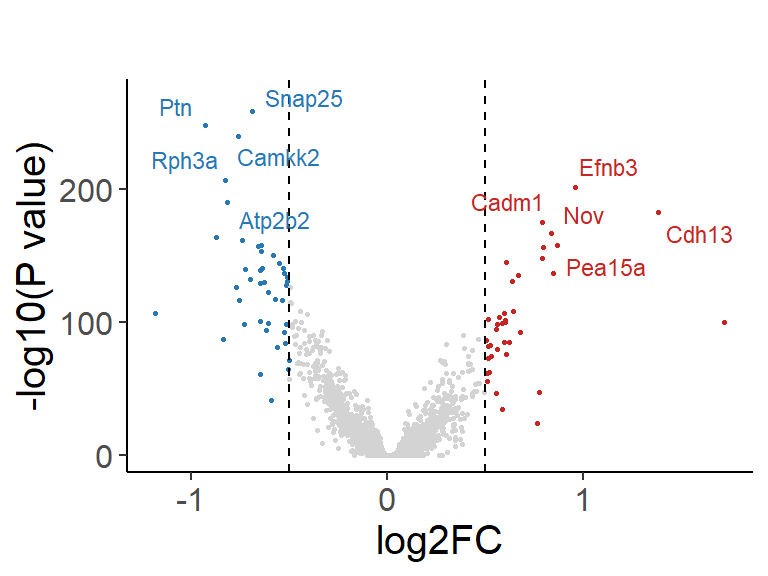 Snap25
Ptn
Camkk2
Rph3a
Efnb3
Cadm1
Nov
Atp2b2
Cdh13
Pea15a
-log10(P value)
200
100
0
-1
0
1
log2FC